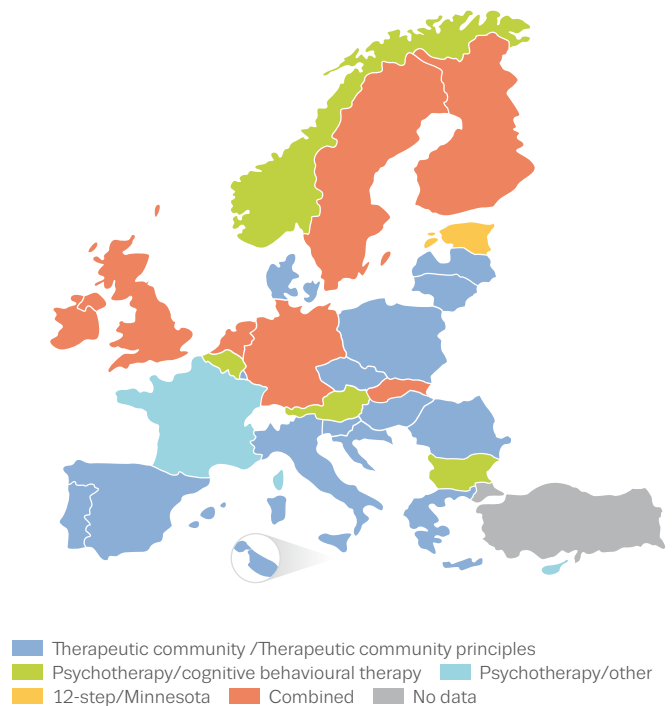 Therapeutic community /Therapeutic community principles
Psychotherapy/cognitive behavioural therapy Psychotherapy/other
12-step/Minnesota Combined No data